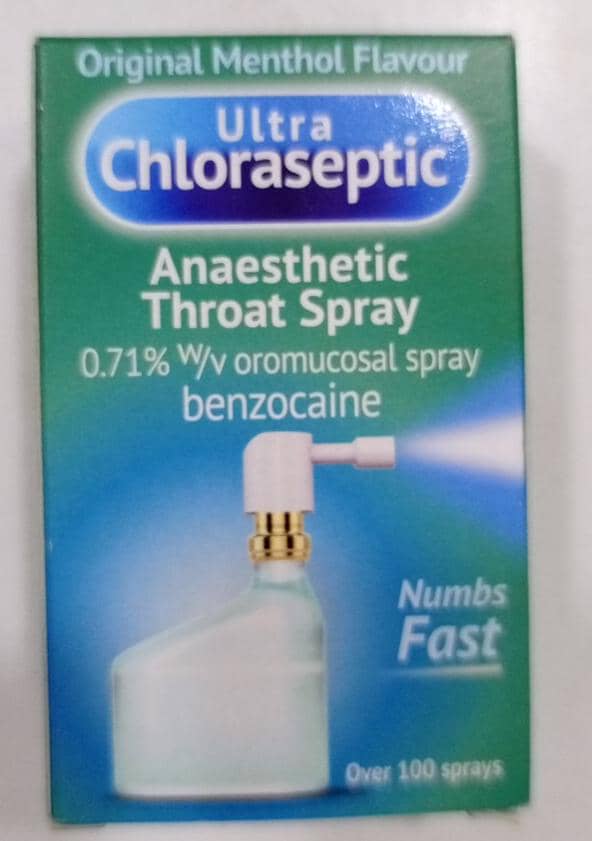 Original Menthol Flavour
Ultra
Chloraseptic
Anaesthetic
Throat Spray
0.71% w/v oromucosal spray
benzocaine
Numbs
Fast
Over 100 sprays